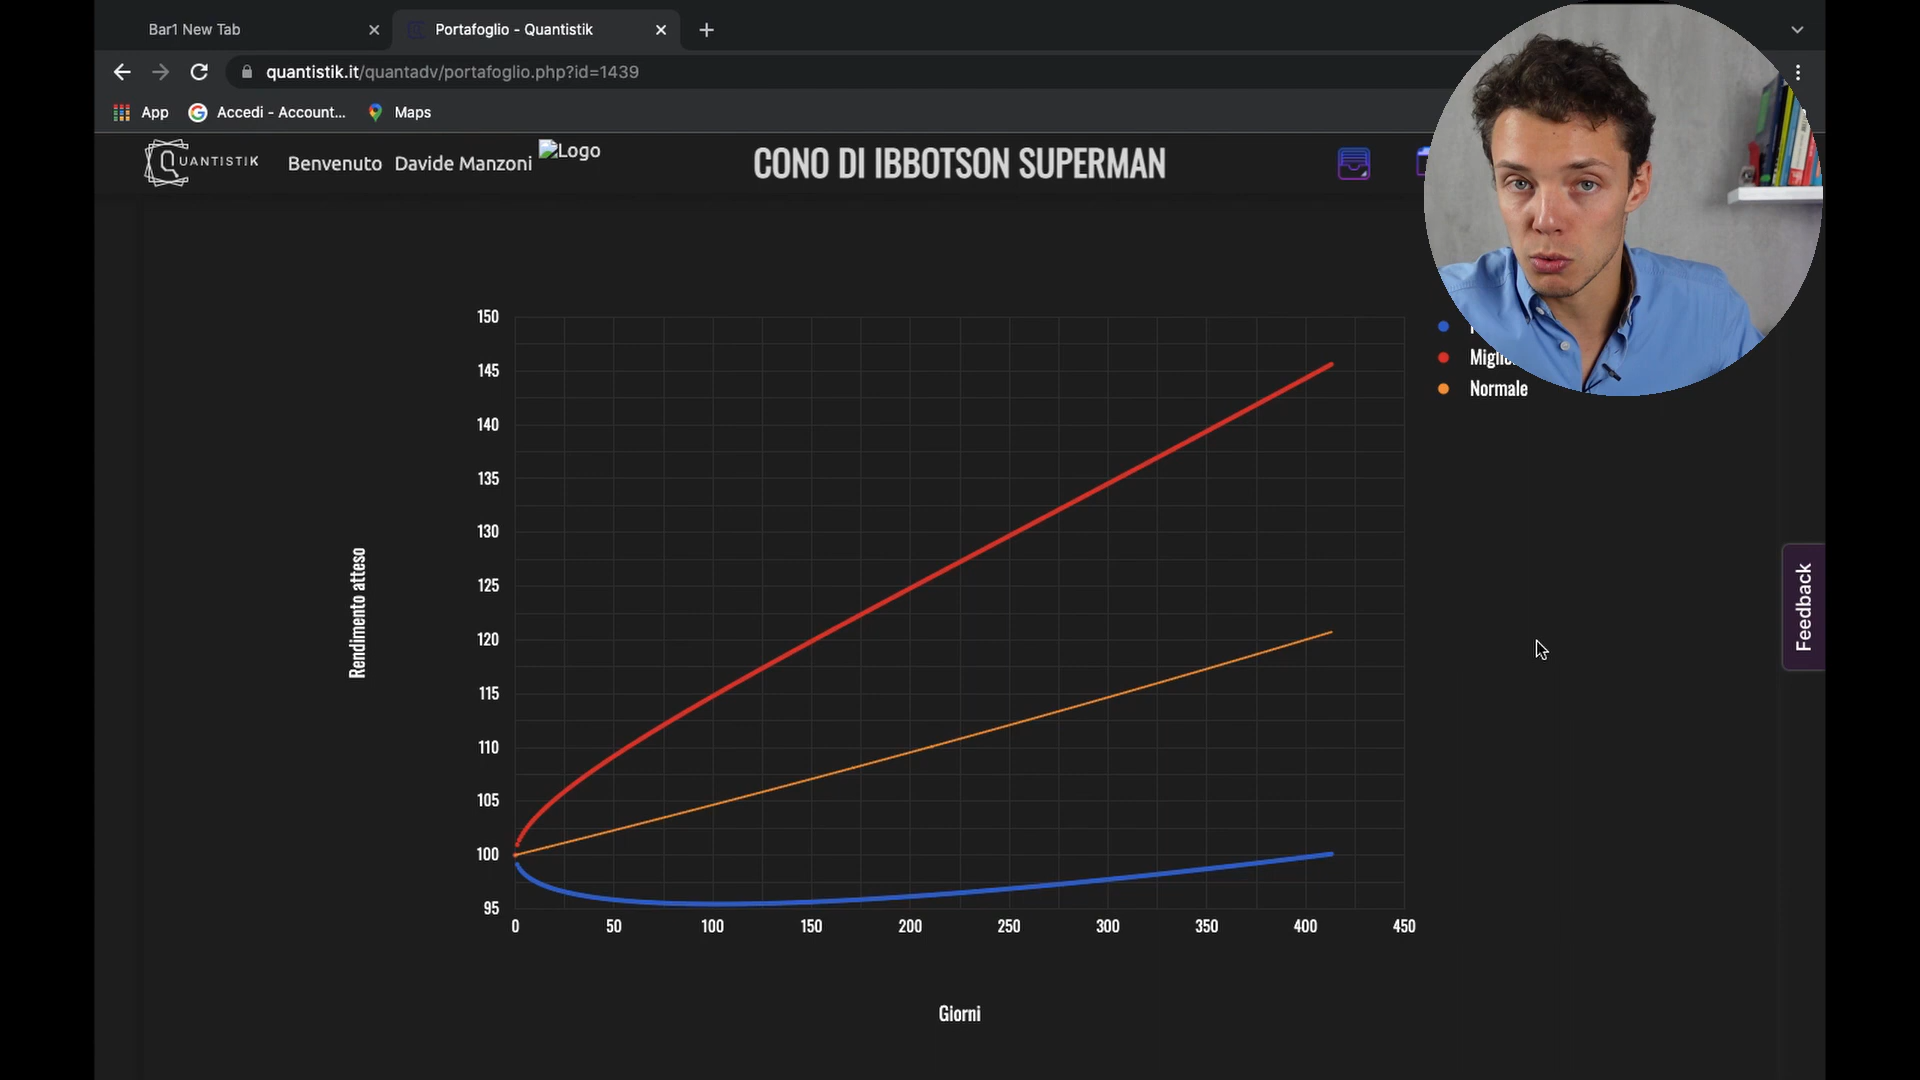 Bar1 New Tab
Portafoglio - Quantistik
quantistik.it/quantadv/portafoglio.php?id=1439
App
Accedi - Account...
Maps
QUANTISTIK
Benvenuto Davide Manzoni
Logo
CONO DI IBBOTSON SUPERMAN
150
145
140
135
130
125
120
115
110
105
100
95
0 50 100 150 200 250 300 350 400 450
Rendimento atteso
Giorni
Normale
Feedback